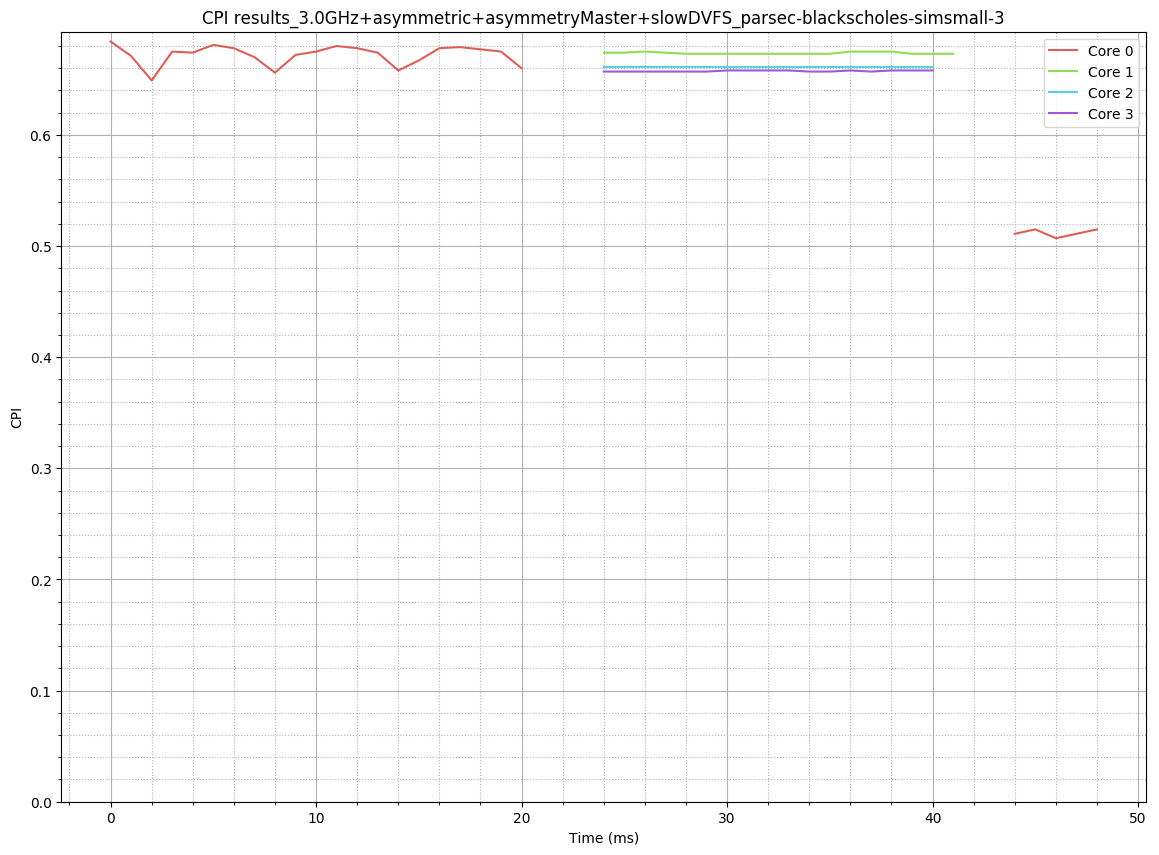 CPI results_3.0GHz+asymmetric+asymmetryMaster+slowDVFS_parsec-blackscholes-simsmall-3
Core 0
Core 1
Core 2
Core 3
0.6
0.5
0.4
0.3
0.2
0.1
0.0
CPI
0 10 20 30 40 50
Time (ms)